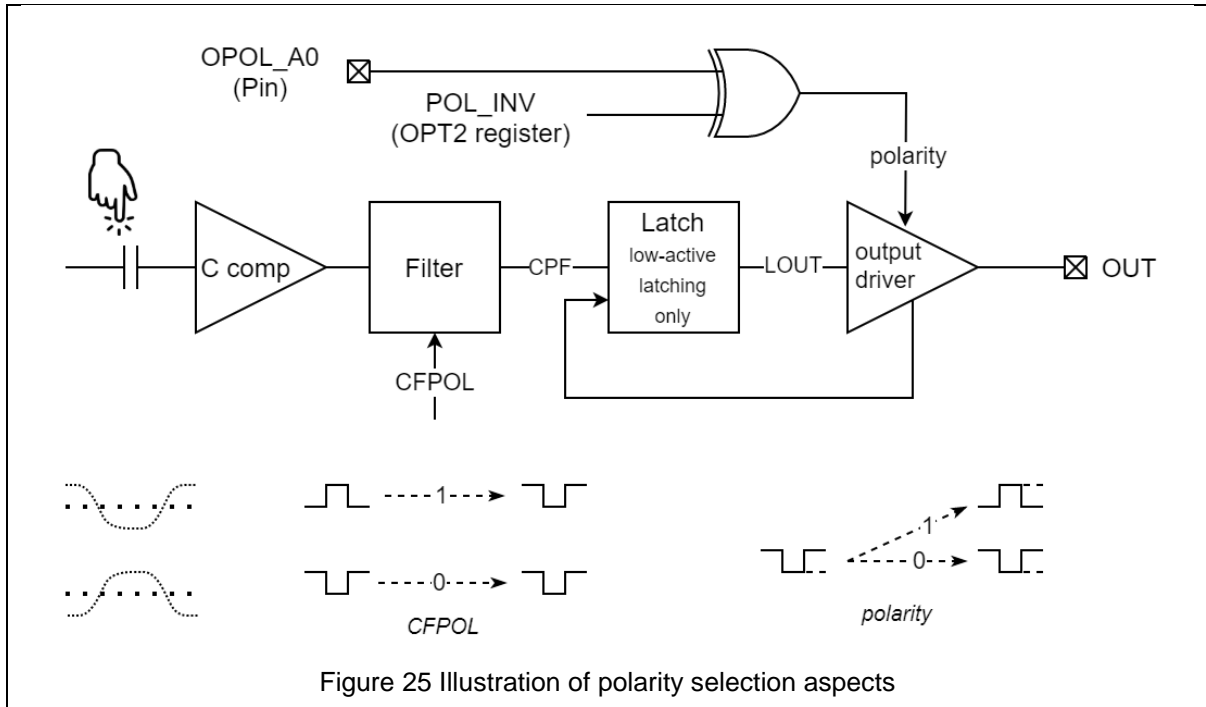 OPOL_A0
(Pin)
POL_INV
(OPT2 register)
polarity
C comp
Filter
CPF
Latch
low-active
latching
only
LOUT
output
driver
OUT
CFPOL
1
0
CFPOL
1
0
polarity
Figure 25 Illustration of polarity selection aspects